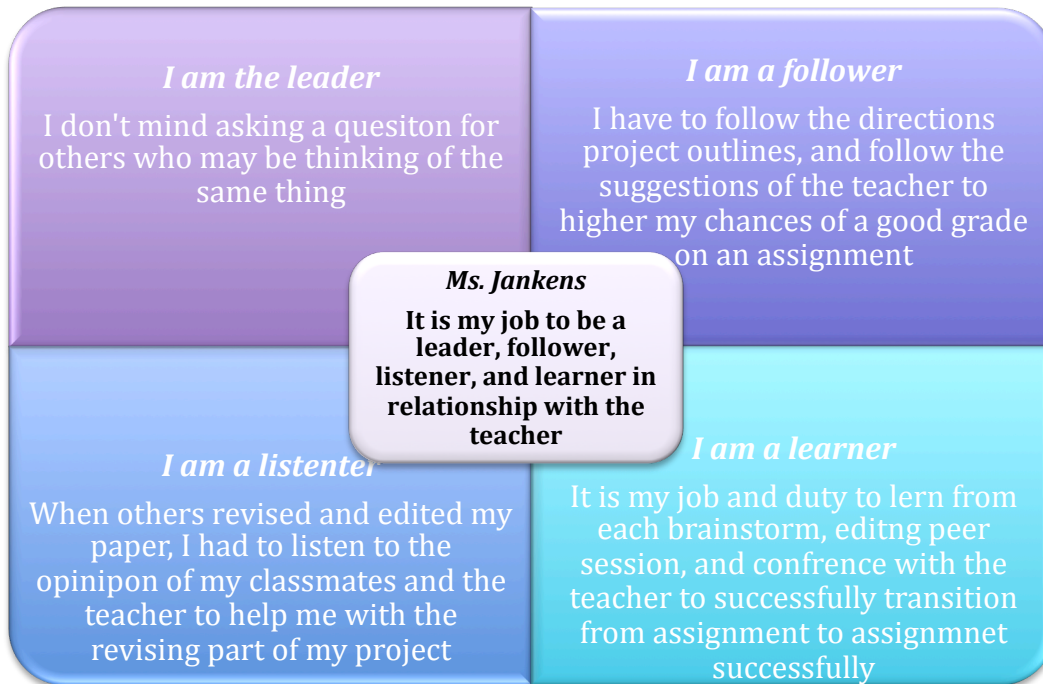 I am the leader
I don't mind asking a quesiton for
others who may be thinking of the
same thing
I am a follower
I have to follow the directions
project outlines, and follow the
suggestions of the teacher to
higher my chances of a good grade
on an assignment
Ms. Jankens
It is my job to be a
leader, follower,
listener, and learner in
relationship with the
teacher
I am a listenter
When others revised and edited my
paper, I had to listen to the
opinipon of my classmates and the
teacher to help me with the
revising part of my project
I am a learner
It is my job and duty to lern from
each brainstorm, editng peer
session, and confrence with the
teacher to successfully transition
from assignment to assignmnet
successfully